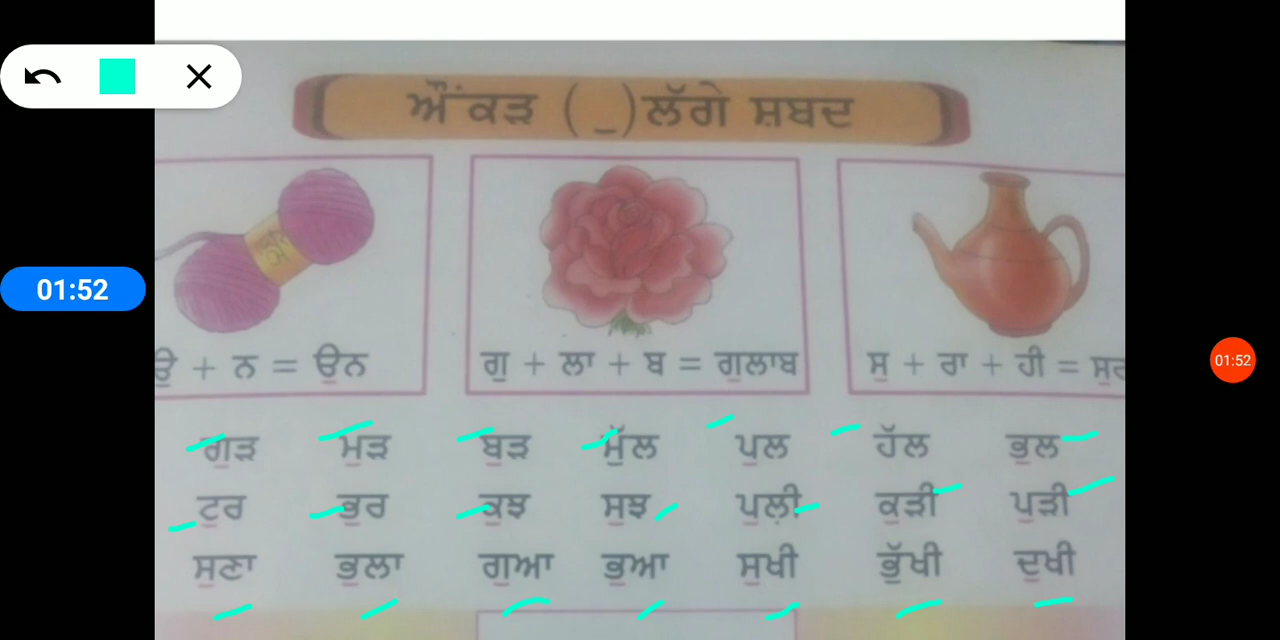 ਔਂਕੜ ( _ ) ਲੱਗੇ ਸ਼ਬਦ
01:52
ਉ + ਨ = ਉਨ
ਗੁ + ਲਾ + ਬ = ਗੁਲਾਬ
ਸੁ + ਰਾ + ਹੀ =
01:52
ਗੁੜ ਮੁੜ ਬੁੜ ਮੁੱਲ ਪੁਲ ਹੱਲ ਭੁਲ
ਟੁਰ ਭੁਰ ਕੁਝ ਸੁਝ ਪੁਲੀ ਕੁੜੀ ਪੁੜੀ
ਸੁਣਾ ਭੁਲਾ ਗੁਆ ਭੁਆ ਸੁਖੀ ਭੁੱਖੀ ਦੁਖੀ